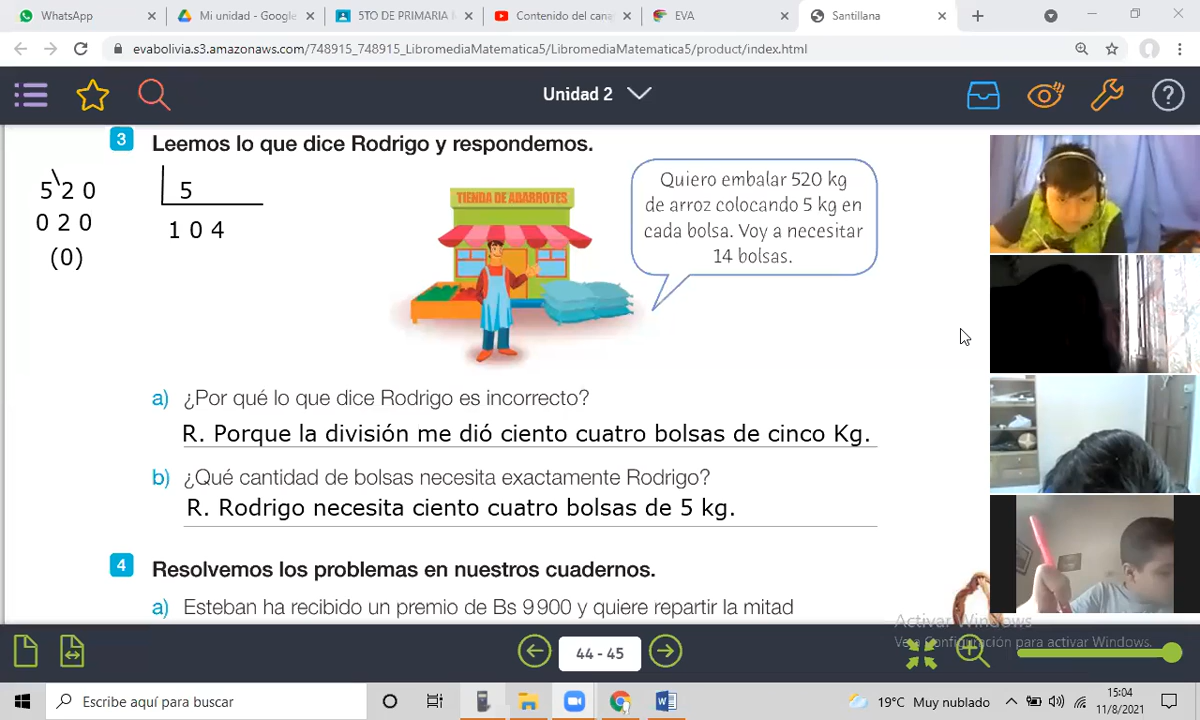 WhatsApp
Mi unidad - Google
5TO DE PRIMARIA M
Contenido del cana
EVA
Santillana
evabolivia.s3.amazonaws.com/748915_748915_LibromediaMatematica5/LibromediaMatematica5/product/index.html
Unidad 2
3 Leemos lo que dice Rodrigo y respondemos.
5 2 0 5
0 2 0 1 0 4
(0)
TIENDA DE ABARROTES
Quiero embalar 520 kg
de arroz colocando 5 kg en
cada bolsa. Voy a necesitar
14 bolsas.
a) ¿Por qué lo que dice Rodrigo es incorrecto?
R. Porque la división me dió ciento cuatro bolsas de cinco Kg.
b) ¿Qué cantidad de bolsas necesita exactamente Rodrigo?
R. Rodrigo necesita ciento cuatro bolsas de 5 kg.
4 Resolvemos los problemas en nuestros cuadernos.
a) Esteban ha recibido un premio de Bs 9 900 y quiere repartir la mitad
Activar Windows
Ve a Configuración para activar Windows.
44 - 45
Escribe aquí para buscar
19°C Muy nublado
15:04
11/8/2021